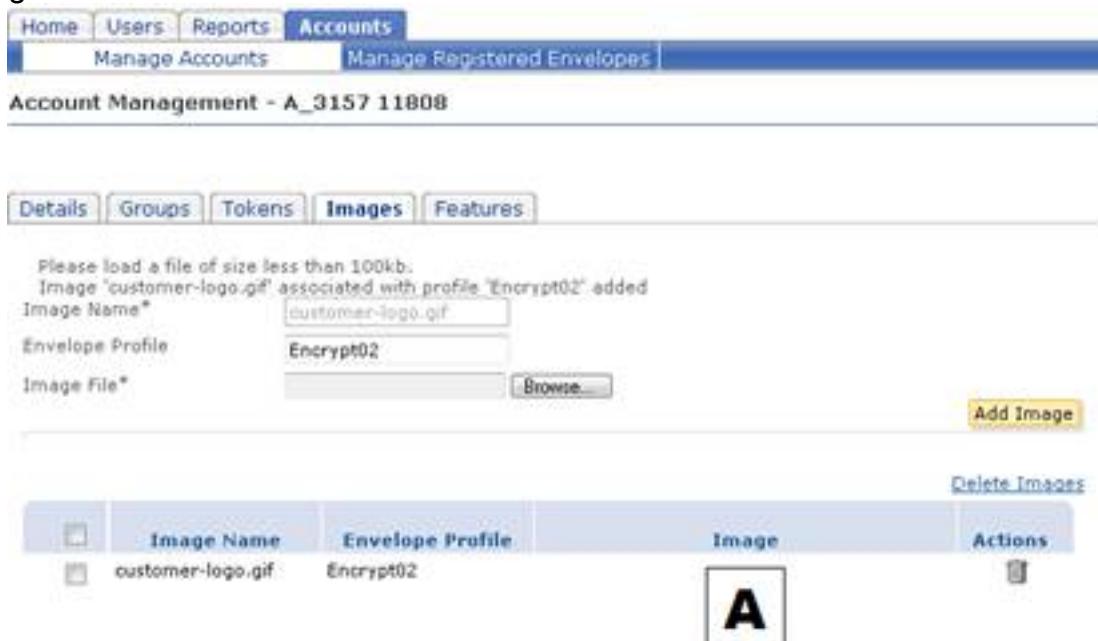 Home Users Reports Accounts
Manage Accounts Manage Registered Envelopes
Account Management - A_3157 11808
Details Groups Tokens Images Features
Please load a file of size less than 100kb.
Image 'customer-logo.gif' associated with profile 'Encrypt02' added
Image Name* customer-logo.gif
Envelope Profile Encrypt02
Image File* Browse...
Add Image
Delete Images
Image Name Envelope Profile Image Actions
customer-logo.gif Encrypt02
A